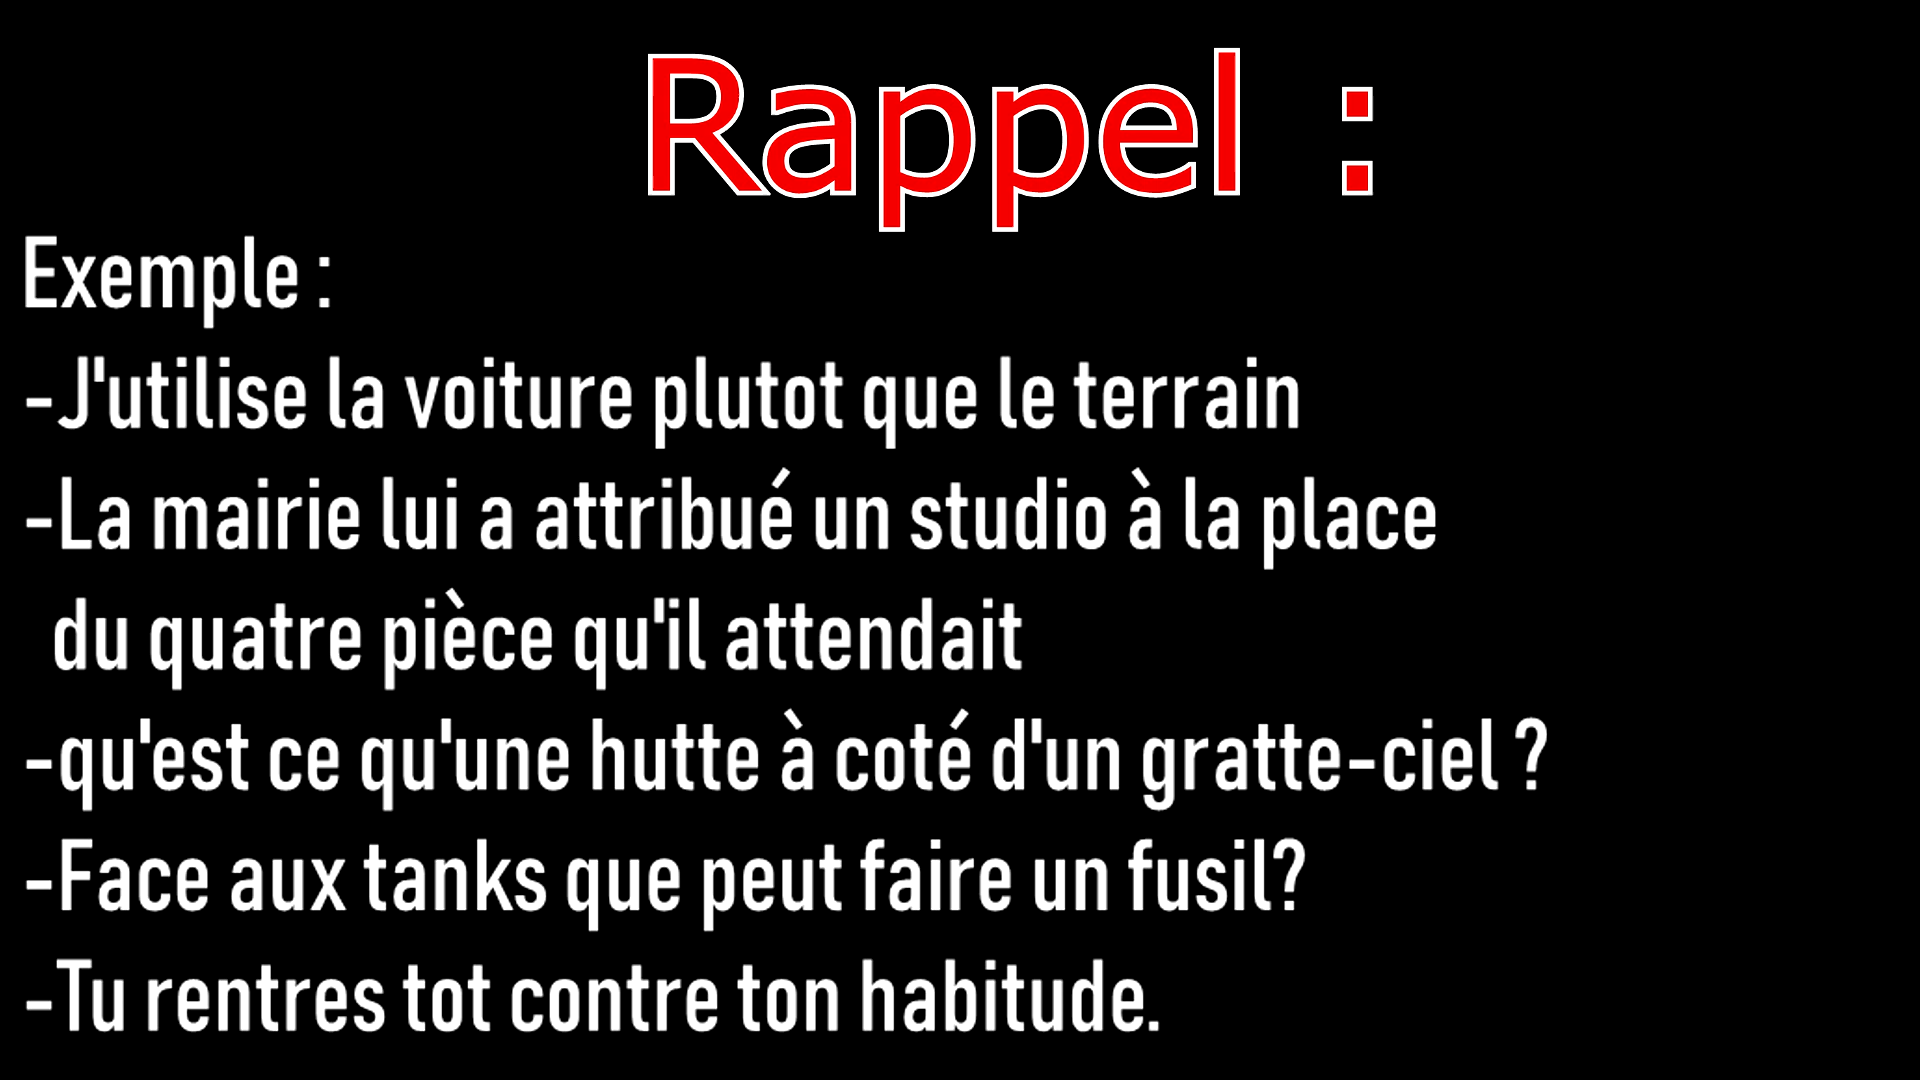 Rappel :
Exemple :
-J'utilise la voiture plutot que le terrain
-La mairie lui a attribué un studio à la place
du quatre pièce qu'il attendait
-qu'est ce qu'une hutte à coté d'un gratte-ciel ?
-Face aux tanks que peut faire un fusil?
-Tu rentres tot contre ton habitude.